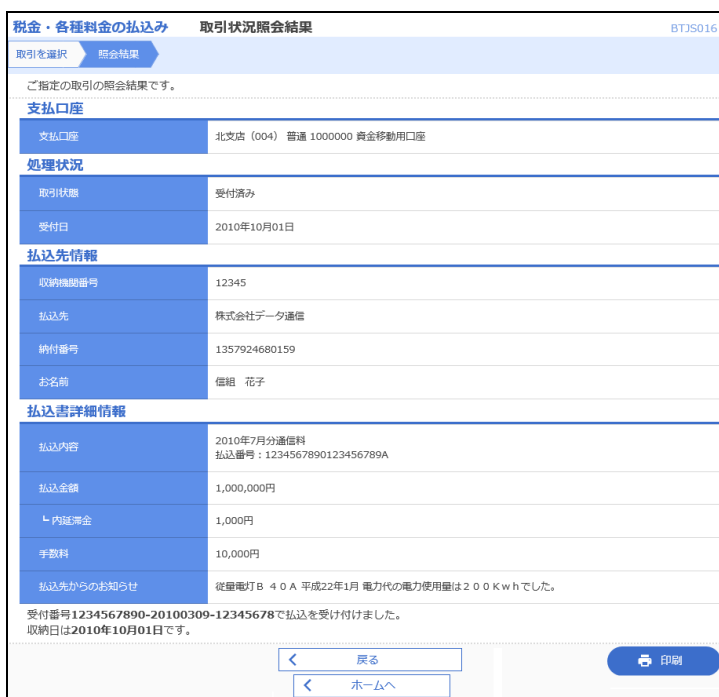 税金・各種料金の払込み 取引状況照会結果 BTJS016
取引を選択 照会結果
ご指定の取引の照会結果です。
支払口座
支払口座 北支店（004） 普通 1000000 資金移動用口座
処理状況
取引状態 受付済み
受付日 2010年10月01日
払込先情報
収納機関番号 12345
払込先 株式会社データ通信
納付番号 1357924680159
お名前 信組 花子
払込書詳細情報
払込内容 2010年7月分通信料
払込番号：1234567890123456789A
払込金額 1,000,000円
┗ 内延滞金 1,000円
手数料 10,000円
払込先からのお知らせ 従量電灯Ｂ ４０Ａ 平成22年1月 電力代の電力使用量は２００Ｋｗｈでした。
受付番号1234567890-20100309-12345678で払込を受け付けました。
収納日は2010年10月01日です。
戻る 印刷
ホームへ